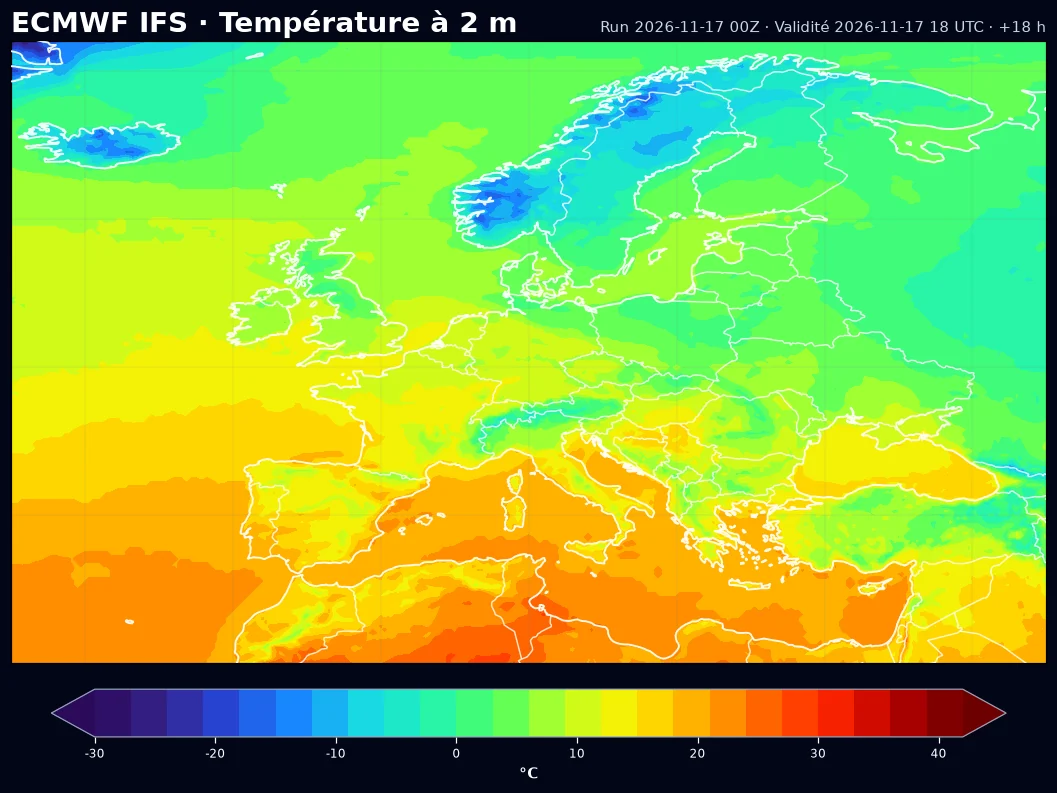 ECMWF IFS · Température à 2 m
Run 2026-11-17 00Z · Validité 2026-11-17 18 UTC · +18 h
-30 -20 -10 0 10 20 30 40
°C